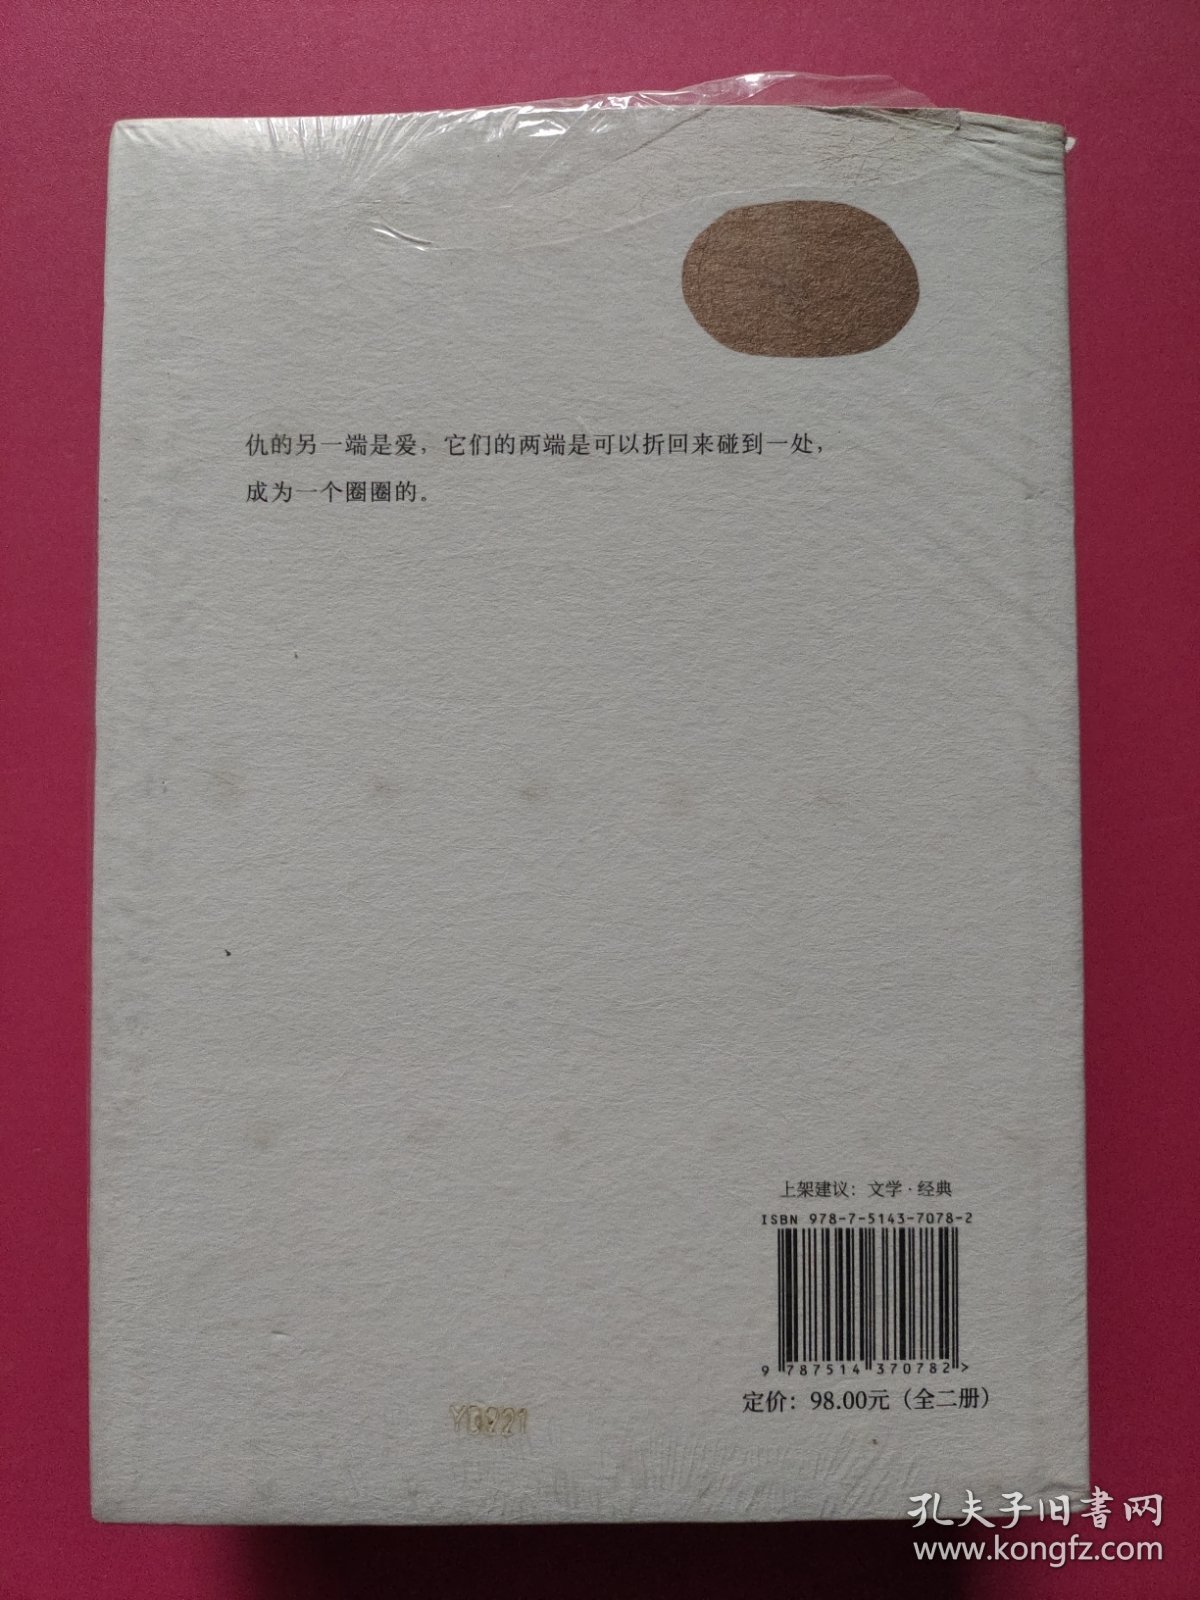 仇的另一端是爱，它们的两端是可以折回来碰到一处，
成为一个圈圈的。
上架建议：文学·经典
ISBN 978-7-5143-7078-2
9 787514 370782 >
定价：98.00元（全二册）
YD221
孔夫子旧书网
www.kongfz.com